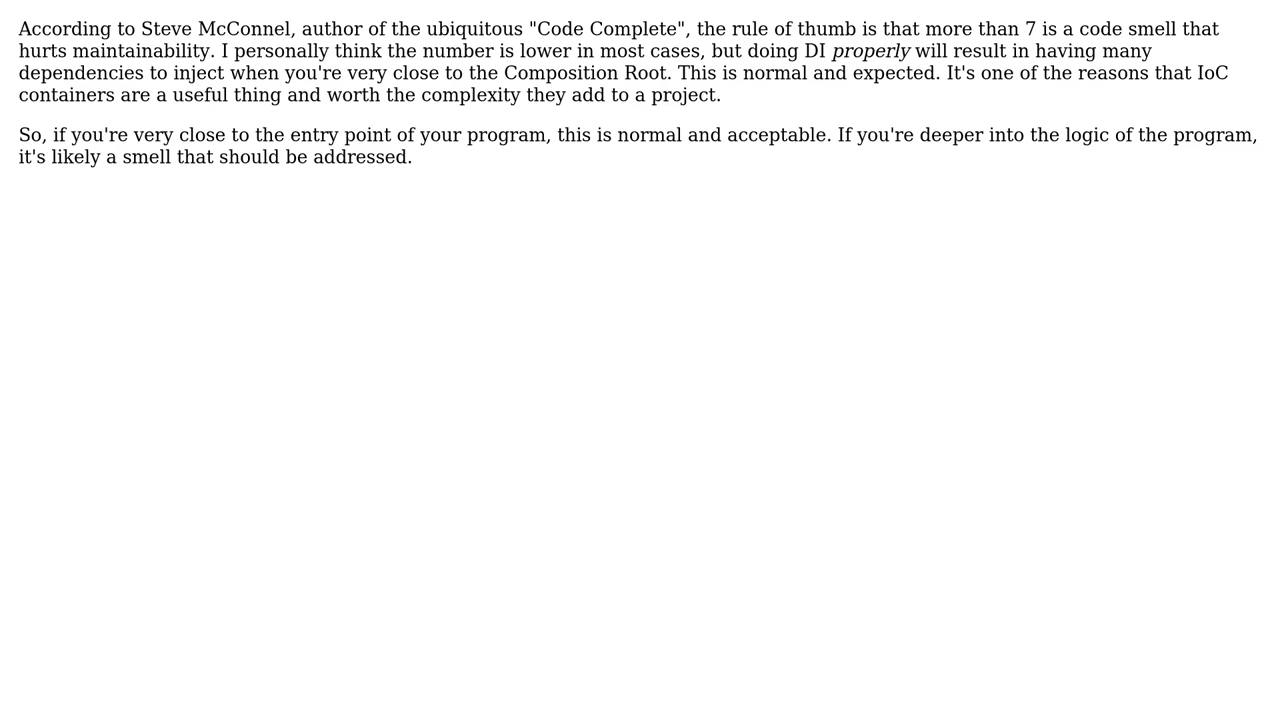 According to Steve McConnel, author of the ubiquitous "Code Complete", the rule of thumb is that more than 7 is a code smell that
hurts maintainability. I personally think the number is lower in most cases, but doing DI properly will result in having many
dependencies to inject when you're very close to the Composition Root. This is normal and expected. It's one of the reasons that IoC
containers are a useful thing and worth the complexity they add to a project.
So, if you're very close to the entry point of your program, this is normal and acceptable. If you're deeper into the logic of the program,
it's likely a smell that should be addressed.